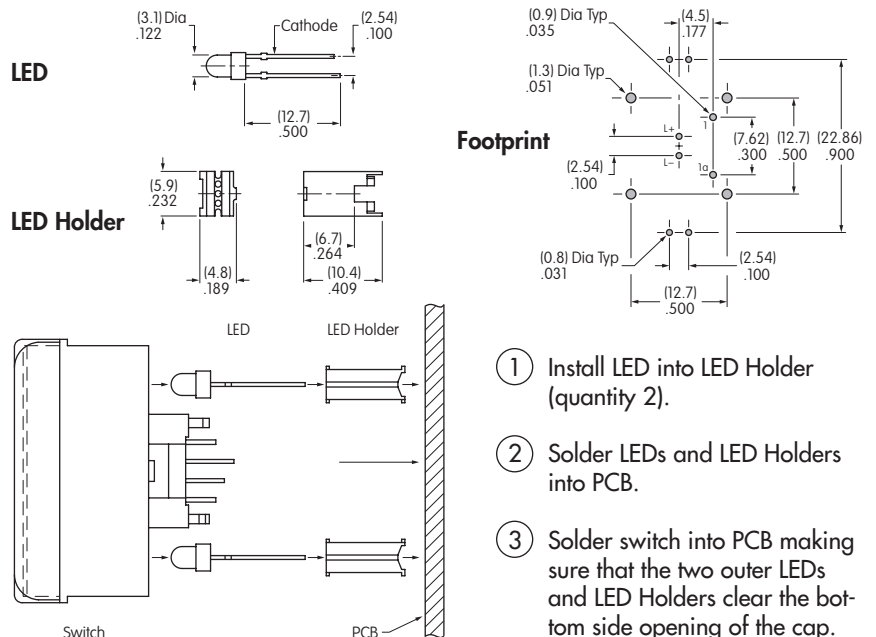 LED
(3.1) Dia
.122
Cathode
(2.54)
.100
(12.7)
.500
LED Holder
(5.9)
.232
(4.8)
.189
(6.7)
.264
(10.4)
.409
Footprint
(0.9) Dia Typ
.035
(4.5)
.177
(1.3) Dia Typ
.051
L+
L–
1
1a
(2.54)
.100
(7.62)
.300
(12.7)
.500
(22.86)
.900
(0.8) Dia Typ
.031
(2.54)
.100
(12.7)
.500
LED
LED Holder
Switch
PCB
1 Install LED into LED Holder
(quantity 2).
2 Solder LEDs and LED Holders
into PCB.
3 Solder switch into PCB making
sure that the two outer LEDs
and LED Holders clear the bot-
tom side opening of the cap.